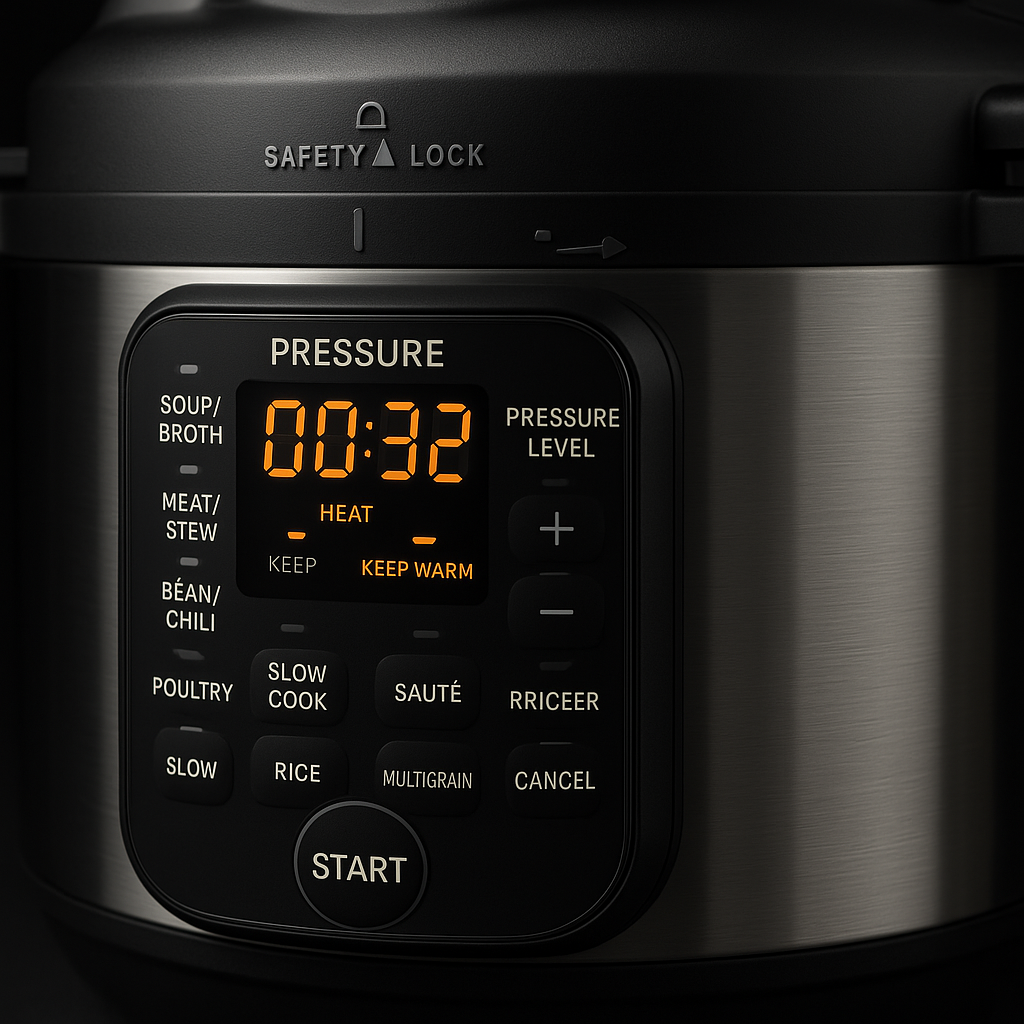 SAFETY LOCK
PRESSURE
SOUP/
BROTH
00:32
PRESSURE
LEVEL
MEAT/
STEW
HEAT
KEEP
KEEP WARM
+
−
BÉAN/
CHILI
POULTRY
SLOW
COOK
SAUTÉ
RRICEER
SLOW
RICE
MULTIGRAIN
CANCEL
START